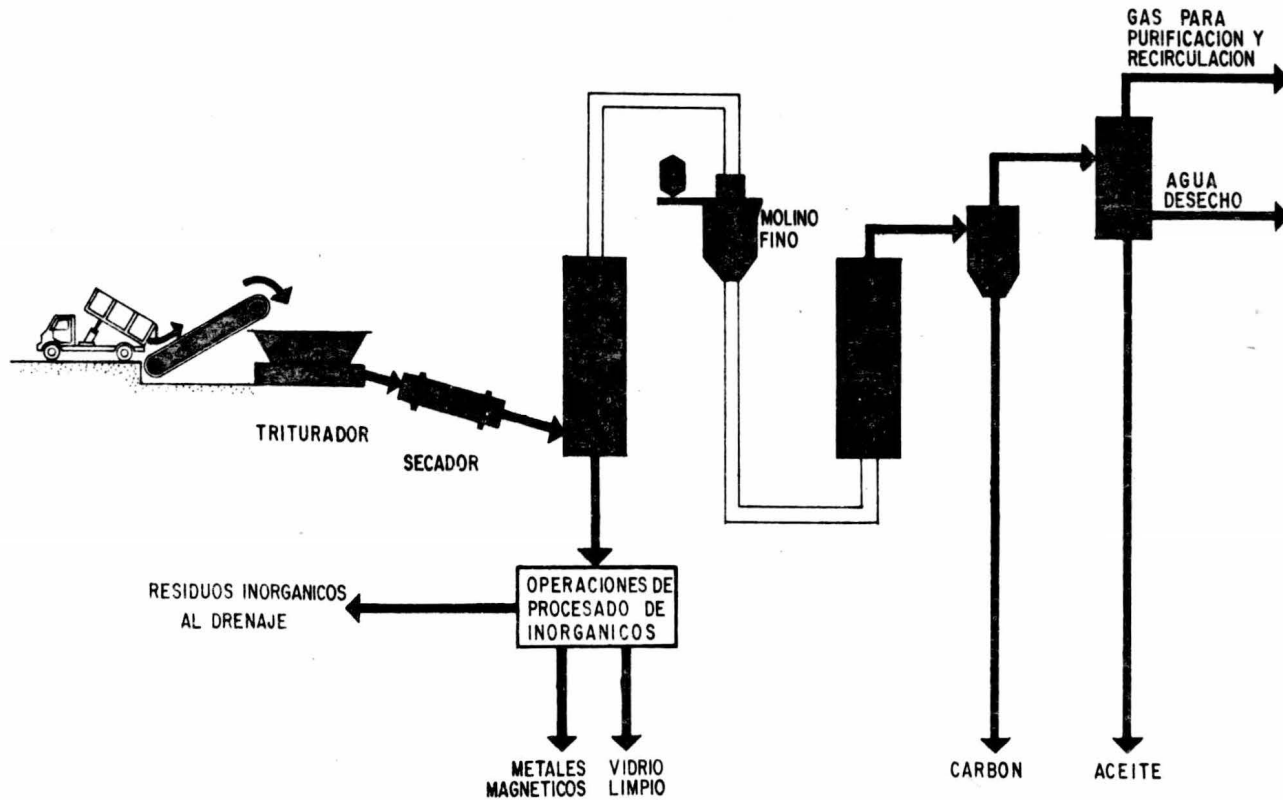 GAS PARA
PURIFICACION Y
RECIRCULACION
AGUA
DESECHO
MOLINO
FINO
TRITURADOR
SECADOR
OPERACIONES DE
PROCESADO DE
INORGANICOS
RESIDUOS INORGANICOS
AL DRENAJE
METALES
MAGNETICOS
VIDRIO
LIMPIO
CARBON
ACEITE